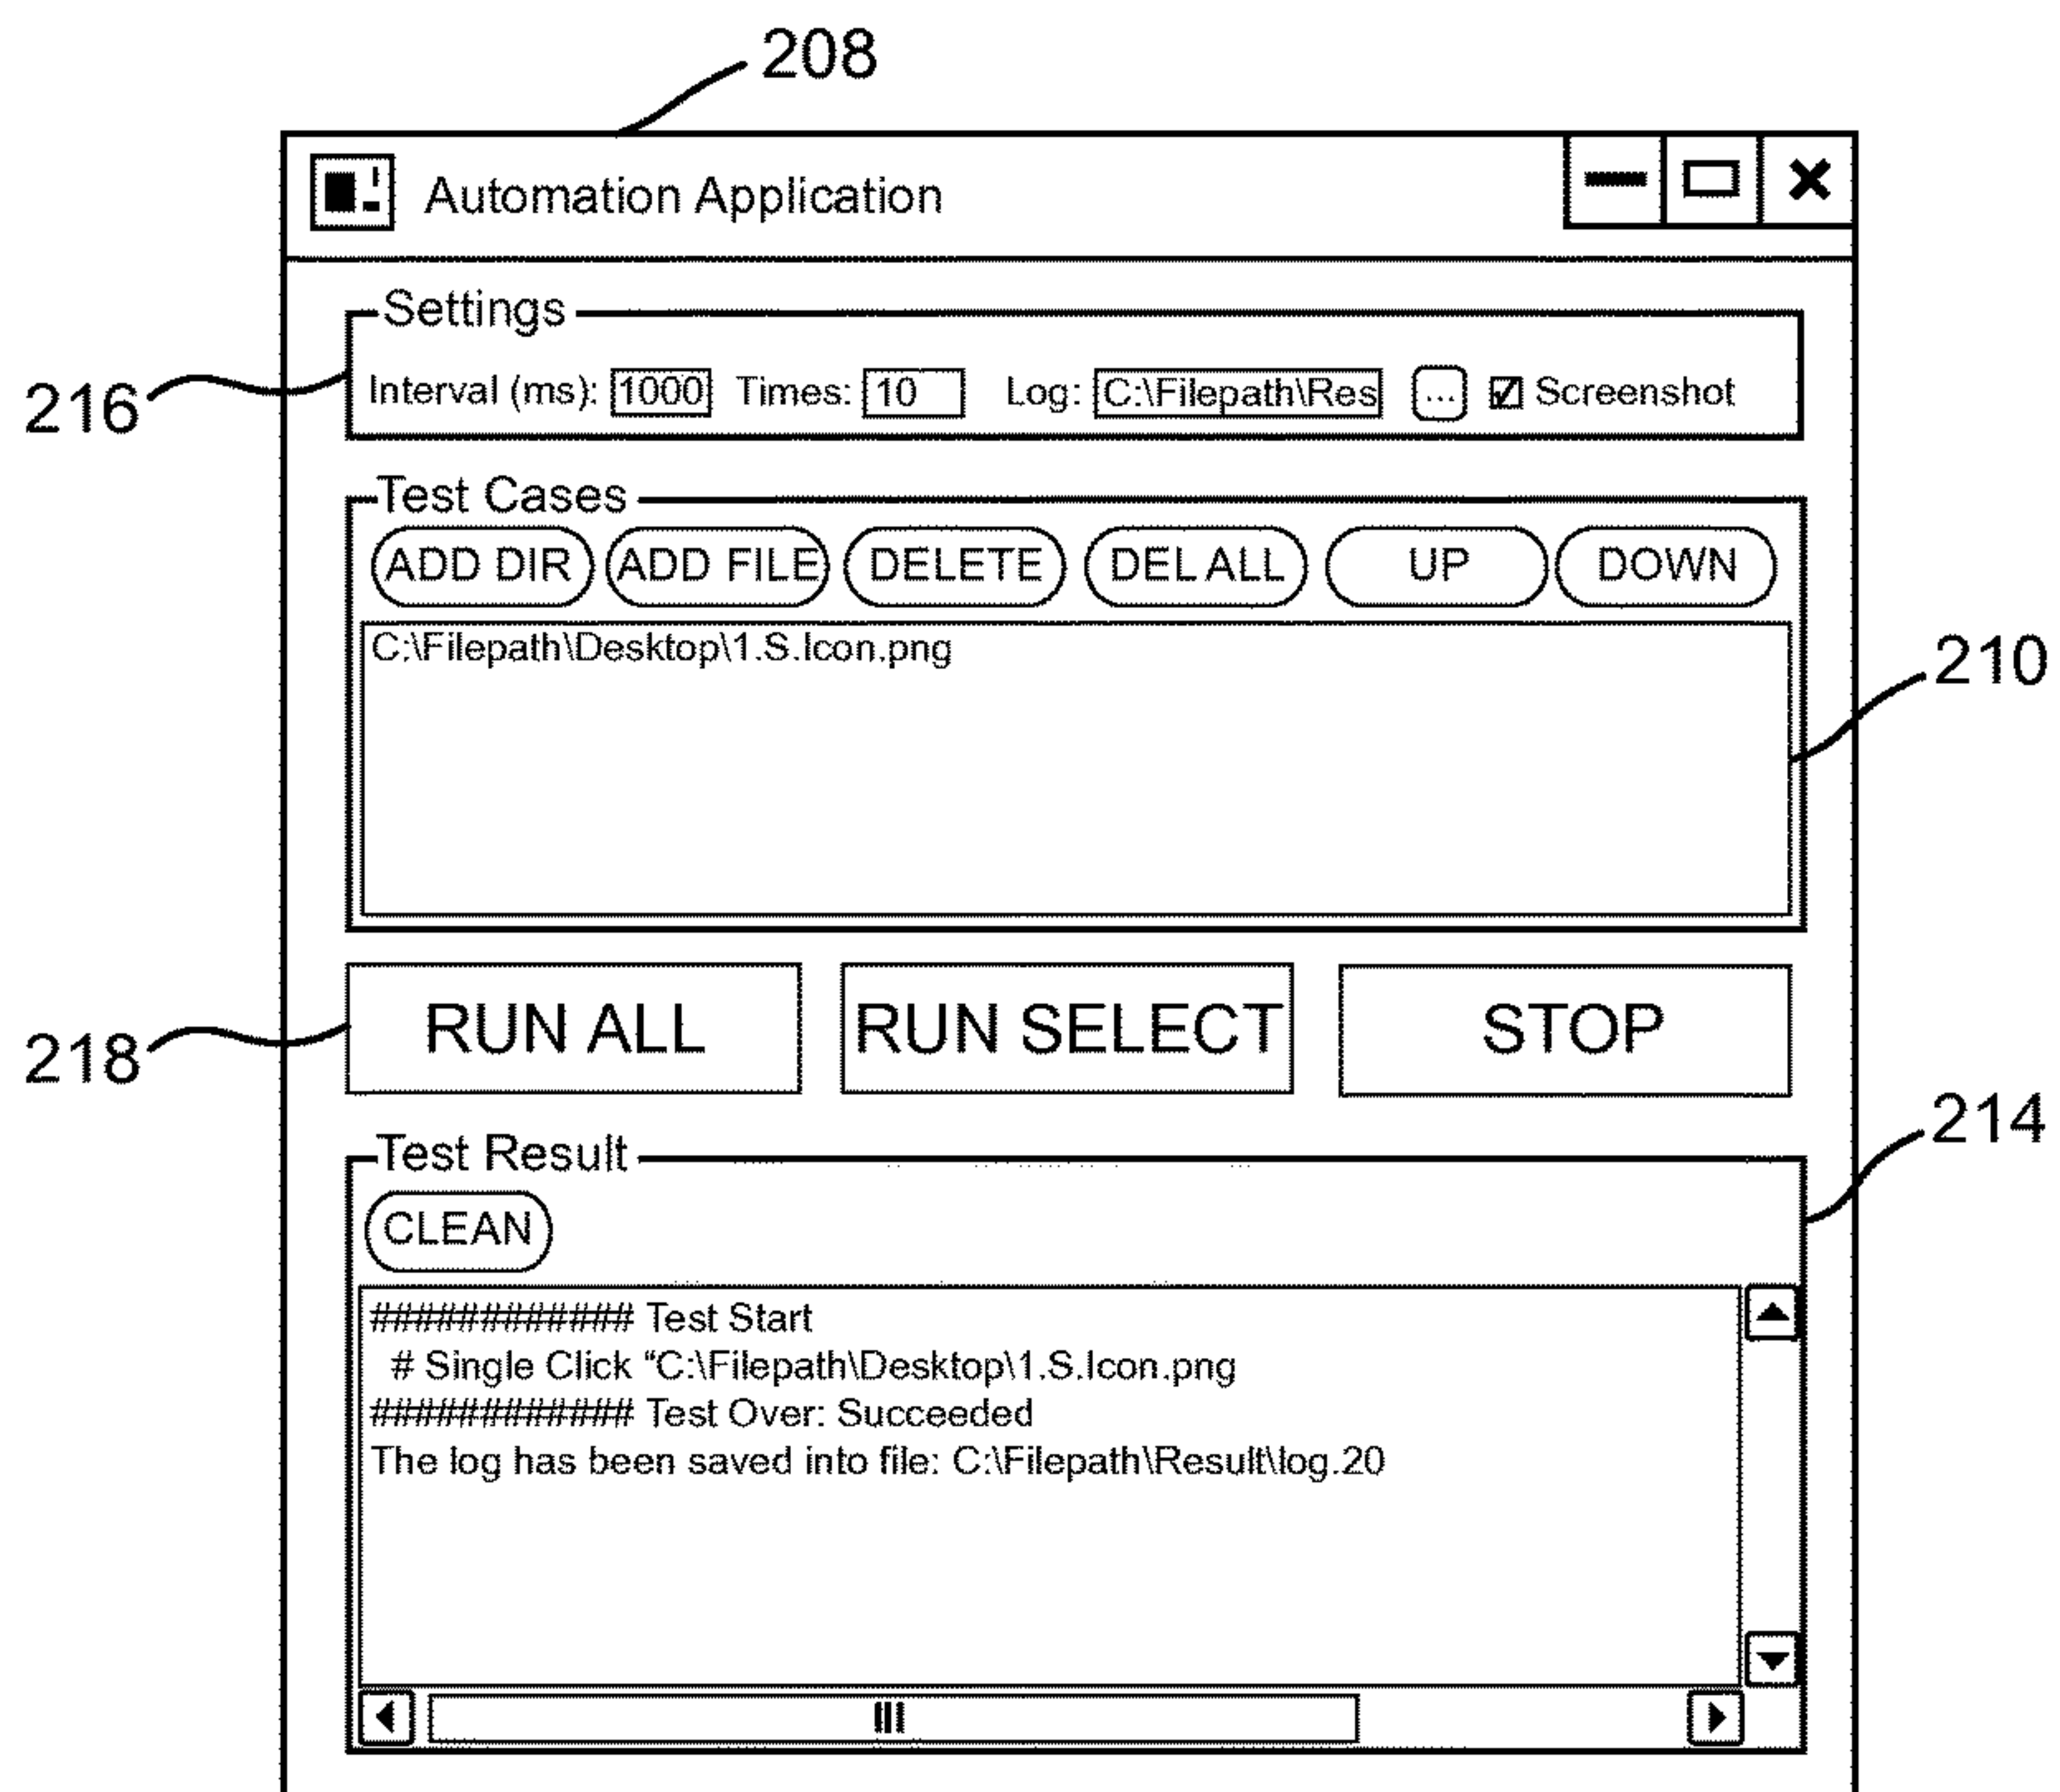 208
Automation Application
Settings
216
Interval (ms): 1000 Times: 10 Log: C:\Filepath\Res ... Screenshot
Test Cases
ADD DIR ADD FILE DELETE DEL ALL UP DOWN
C:\Filepath\Desktop\1.S.Icon.png
210
218
RUN ALL RUN SELECT STOP
214
Test Result
CLEAN
############ Test Start
# Single Click “C:\Filepath\Desktop\1.S.Icon.png
############ Test Over: Succeeded
The log has been saved into file: C:\Filepath\Result\log.20